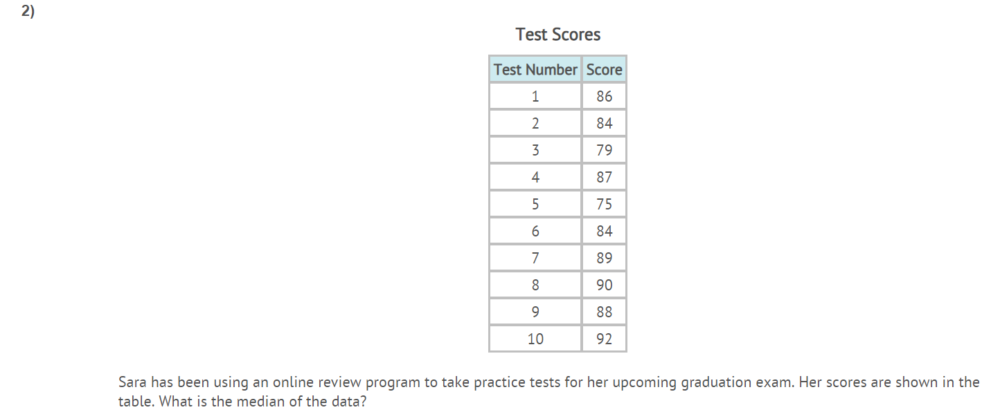 2)
Test Scores
Test Number Score
1 86
2 84
3 79
4 87
5 75
6 84
7 89
8 90
9 88
10 92
Sara has been using an online review program to take practice tests for her upcoming graduation exam. Her scores are shown in the
table. What is the median of the data?